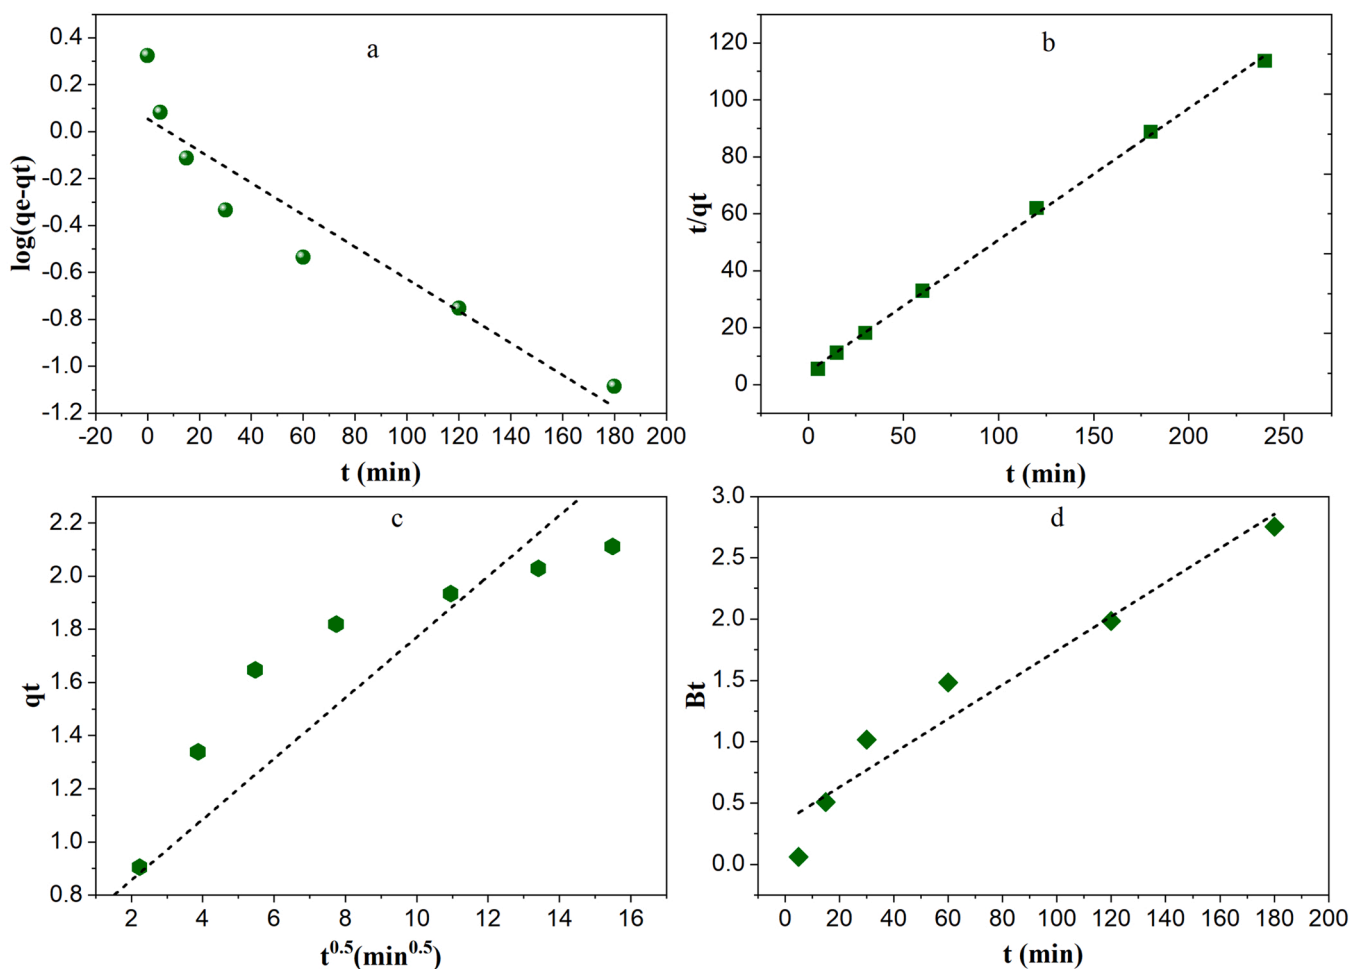 a
0.4
0.2
0.0
-0.2
-0.4
-0.6
-0.8
-1.0
-1.2
log(qe-qt)
-20 0 20 40 60 80 100 120 140 160 180 200
t (min)
b
120
100
80
60
40
20
0
t/qt
0 50 100 150 200 250
t (min)
c
2.2
2.0
1.8
1.6
1.4
1.2
1.0
0.8
qt
2 4 6 8 10 12 14 16
t^0.5(min^0.5)
d
3.0
2.5
2.0
1.5
1.0
0.5
0.0
Bt
0 20 40 60 80 100 120 140 160 180 200
t (min)